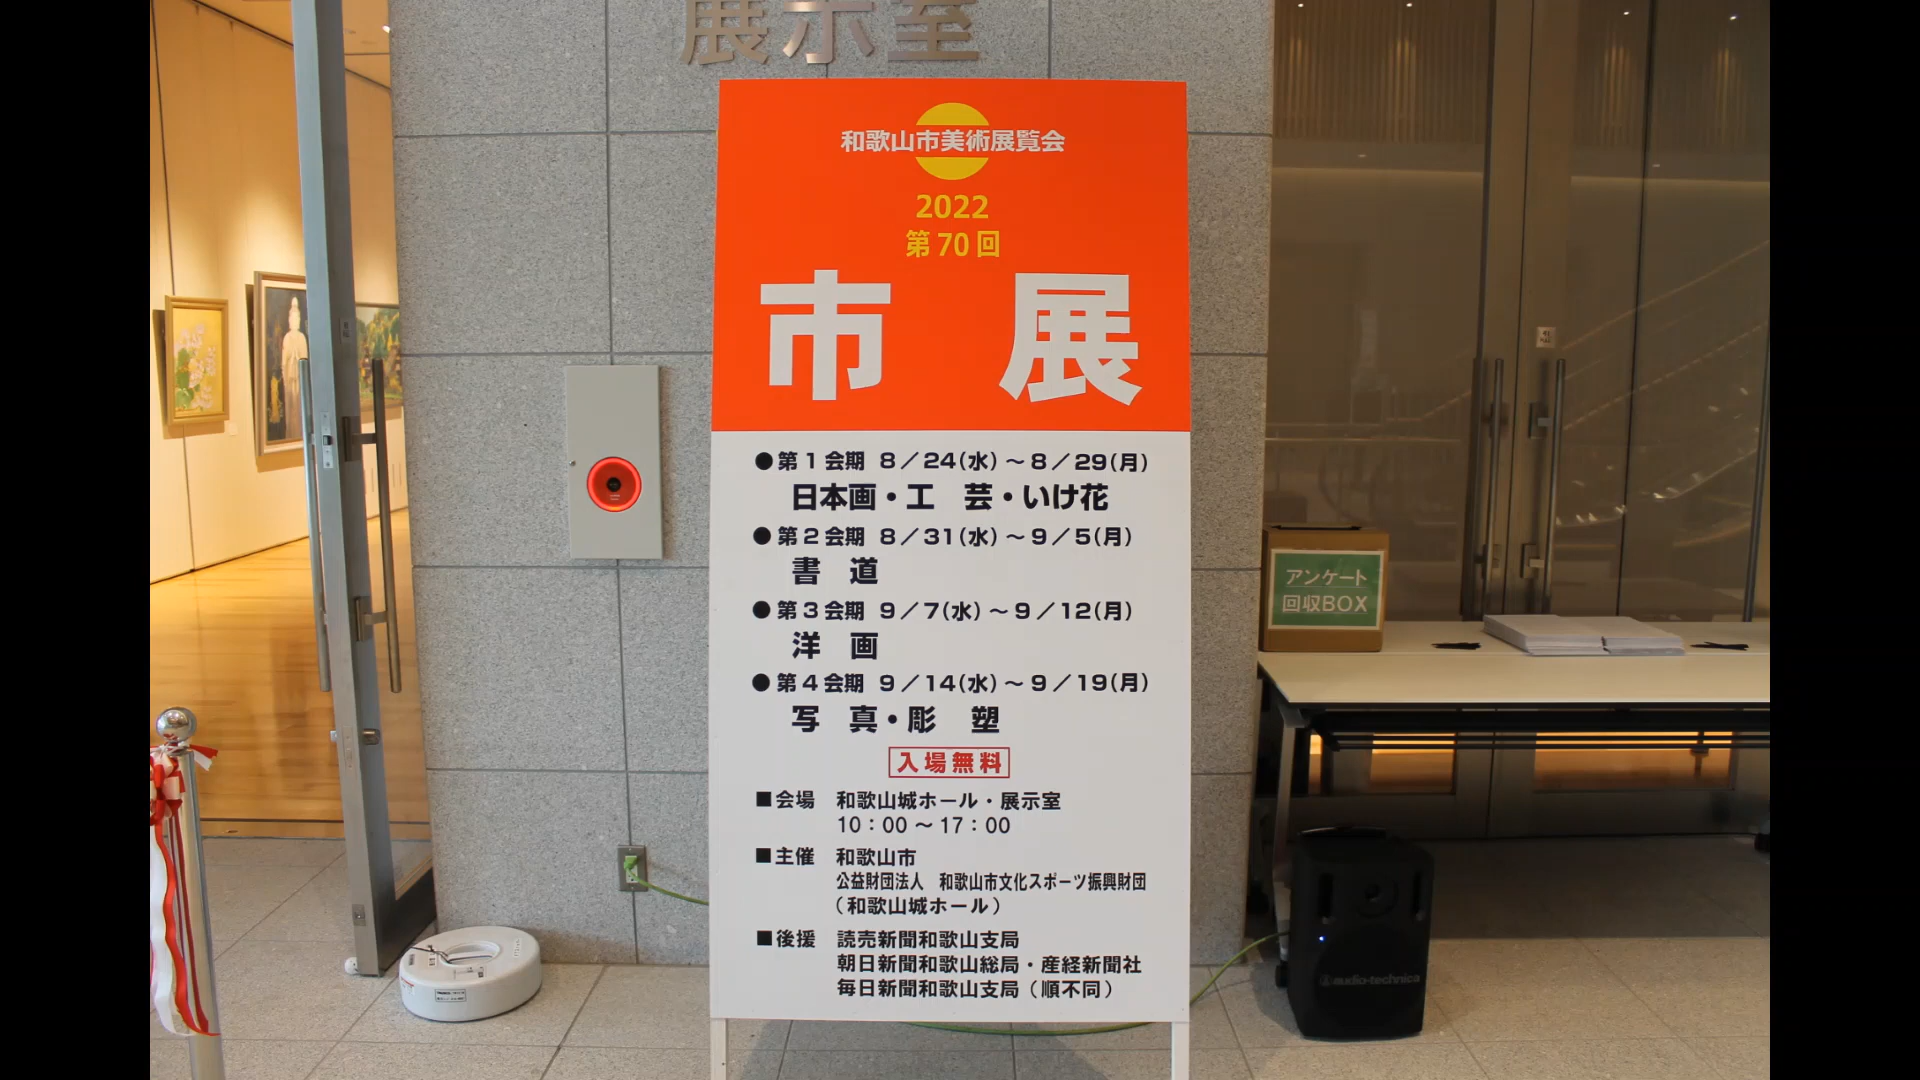 展示室
和歌山市美術展覧会
2022
第70回
市 展
●第1会期 8/24(水)~8/29(月)
日本画・工 芸・いけ花
●第2会期 8/31(水)~9/5(月)
書 道
●第3会期 9/7(水)~9/12(月)
洋 画
●第4会期 9/14(水)~9/19(月)
写 真・彫 塑
入場無料
■会場 和歌山城ホール・展示室
10:00~17:00
■主催 和歌山市
公益財団法人 和歌山市文化スポーツ振興財団
(和歌山城ホール)
■後援 読売新聞和歌山支局
朝日新聞和歌山総局・産経新聞社
毎日新聞和歌山支局(順不同)
アンケート
回収BOX
audio-technica